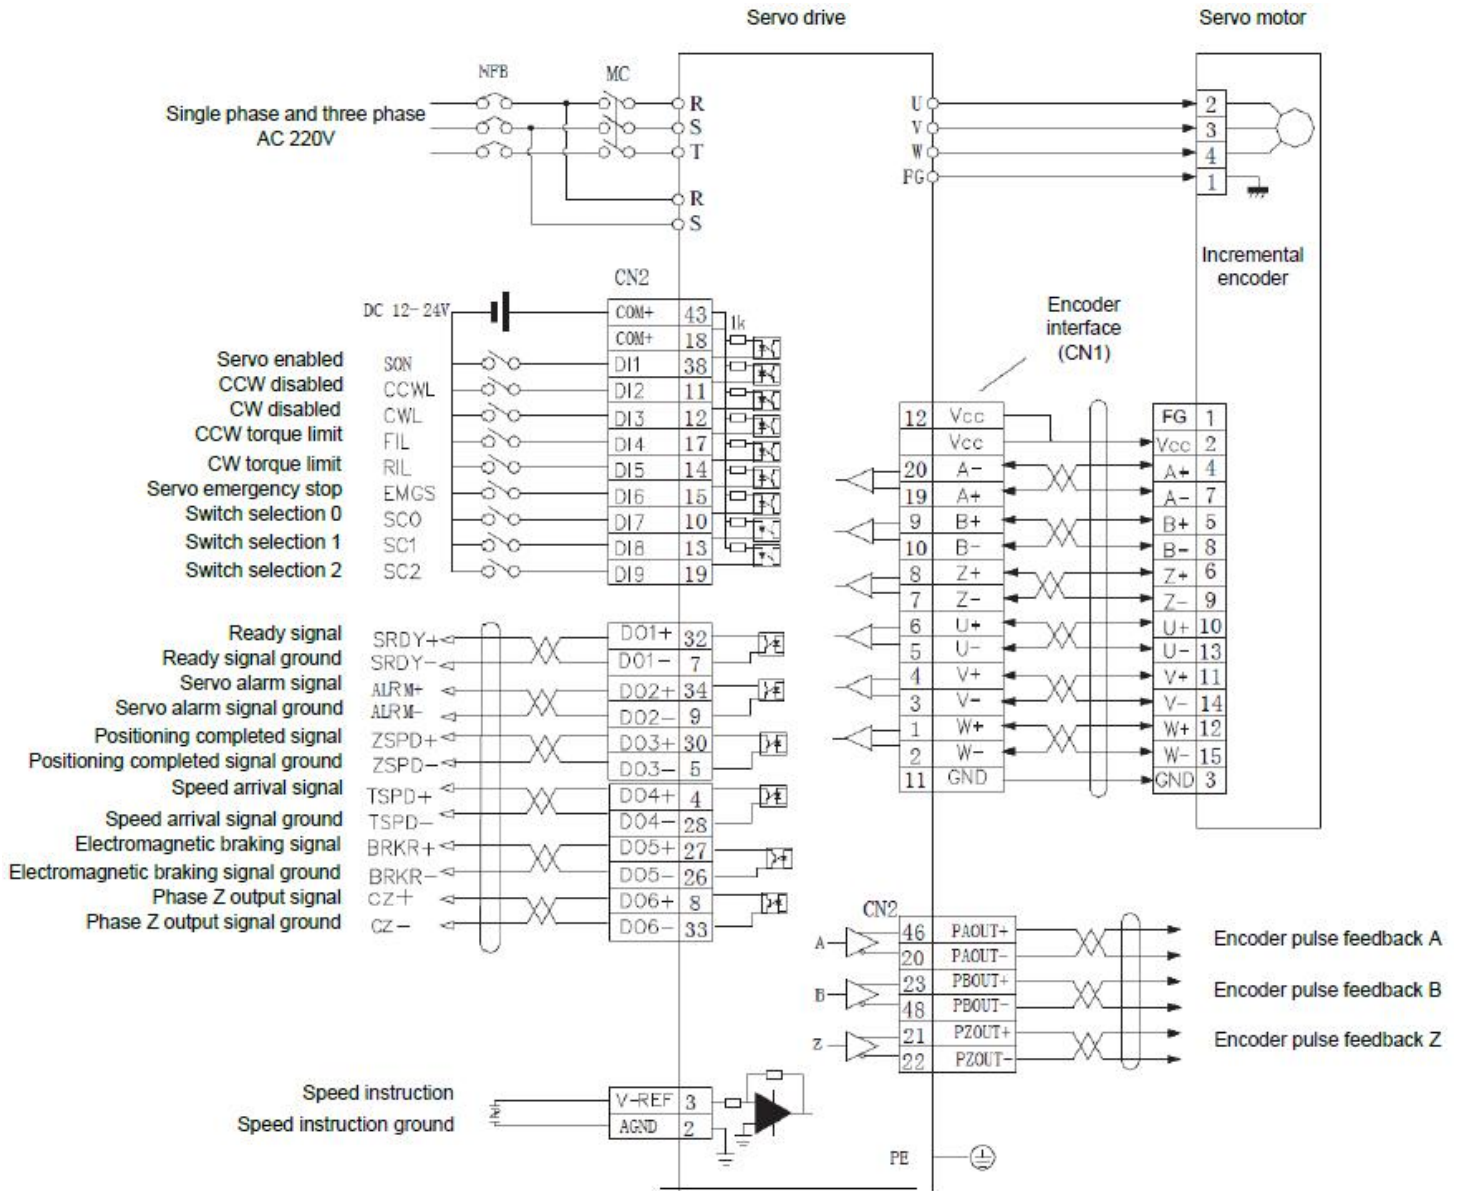 Servo drive
Servo motor
NFB
MC
Single phase and three phase
AC 220V
R
S
T
R
S
U
V
W
FG
2
3
4
1
Incremental
encoder
CN2
DC 12-24V
COM+ 43
1k
COM+ 18
Servo enabled SON DI1 38
CCW disabled CCWL DI2 11
CW disabled CWL DI3 12
CCW torque limit FIL DI4 17
CW torque limit RIL DI5 14
Servo emergency stop EMGS DI6 15
Switch selection 0 SC0 DI7 10
Switch selection 1 SC1 DI8 13
Switch selection 2 SC2 DI9 19
Encoder
interface
(CN1)
12 Vcc FG 1
Vcc Vcc 2
20 A- A+ 4
19 A+ A- 7
9 B+ B+ 5
10 B- B- 8
8 Z+ Z+ 6
7 Z- Z- 9
6 U+ U+ 10
5 U- U- 13
4 V+ V+ 11
3 V- V- 14
1 W+ W+ 12
2 W- W- 15
11 GND GND 3
Ready signal SRDY+ DO1+ 32
Ready signal ground SRDY- DO1- 7
Servo alarm signal ALRM+ DO2+ 34
Servo alarm signal ground ALRM- DO2- 9
Positioning completed signal ZSPD+ DO3+ 30
Positioning completed signal ground ZSPD- DO3- 5
Speed arrival signal TSPD+ DO4+ 4
Speed arrival signal ground TSPD- DO4- 28
Electromagnetic braking signal BRKR+ DO5+ 27
Electromagnetic braking signal ground BRKR- DO5- 26
Phase Z output signal CZ+ DO6+ 8
Phase Z output signal ground CZ- DO6- 33
CN2
A 46 PAOUT+ Encoder pulse feedback A
20 PAOUT-
B 23 PBOUT+ Encoder pulse feedback B
48 PBOUT-
Z 21 PZOUT+ Encoder pulse feedback Z
22 PZOUT-
Speed instruction V-REF 3
Speed instruction ground AGND 2
PE